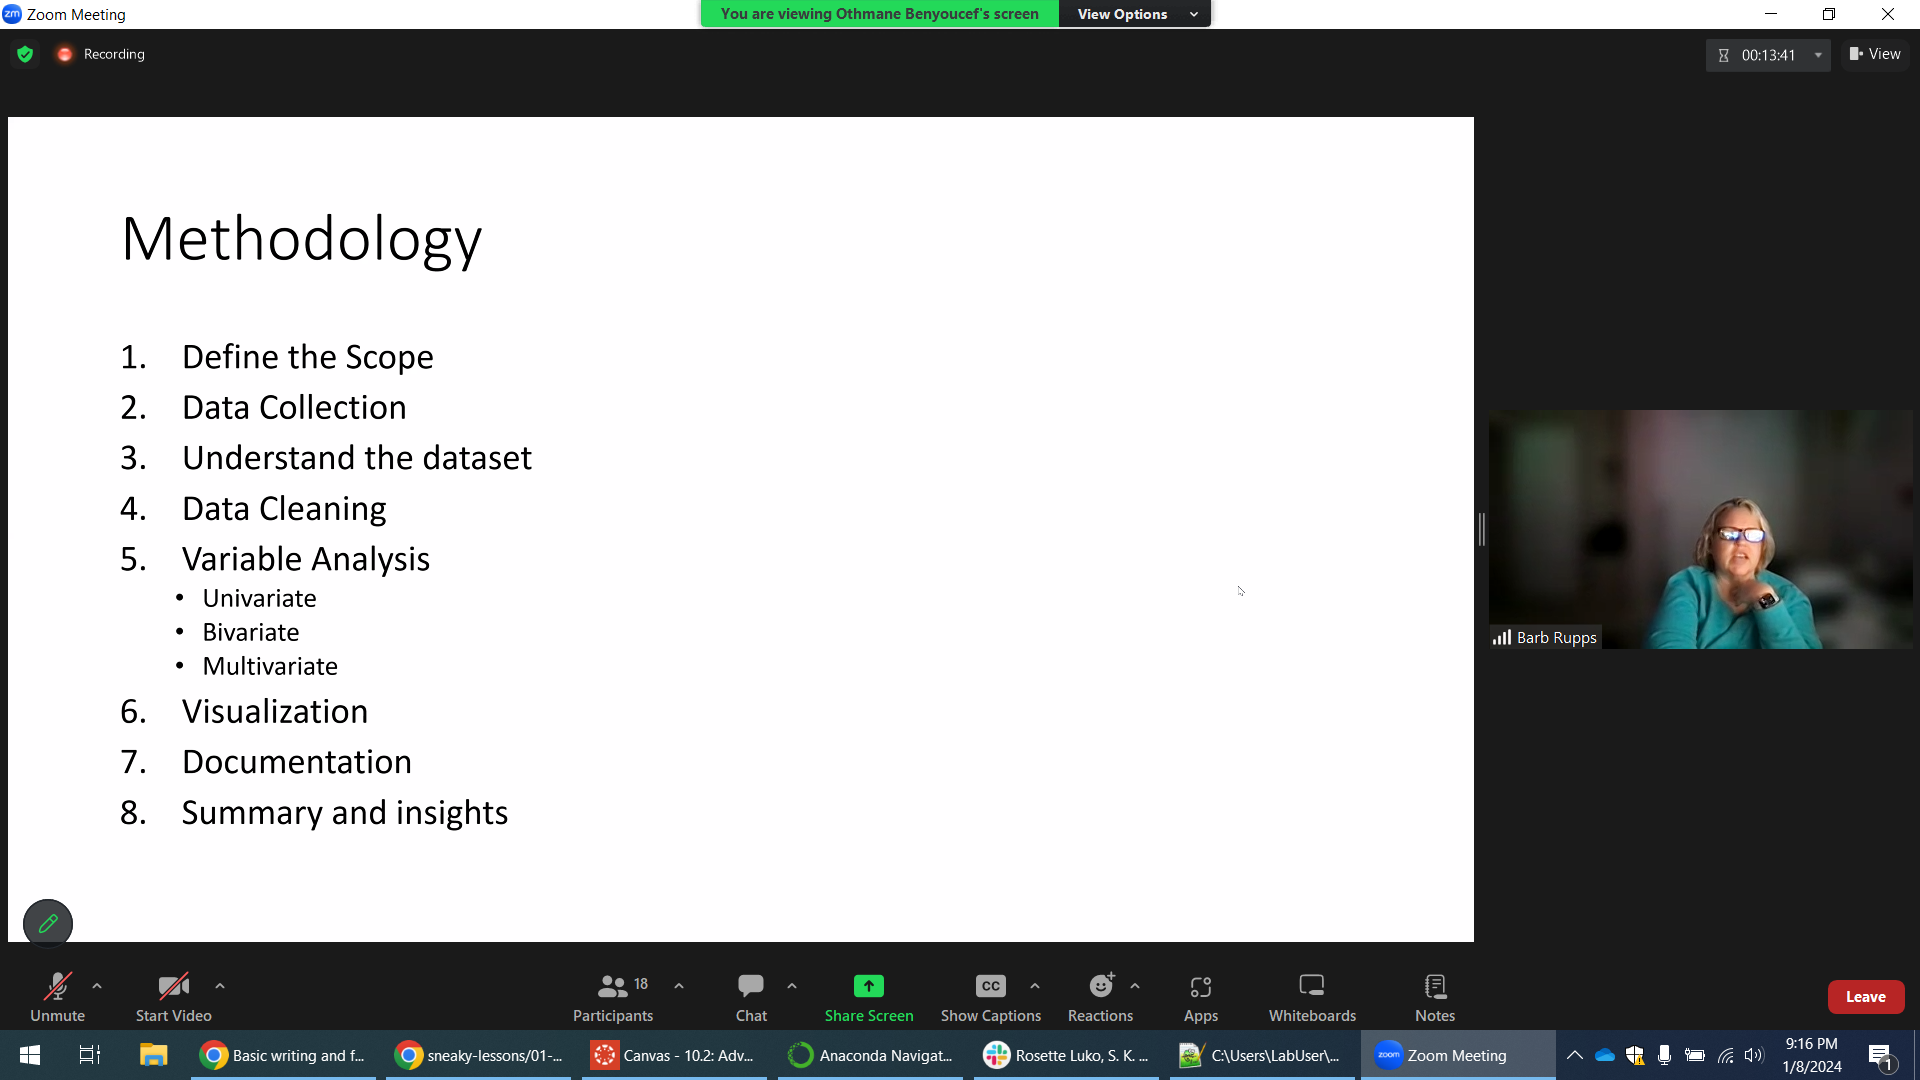 zm Zoom Meeting
You are viewing Othmane Benyoucef's screen
View Options
Recording
00:13:41
View
Methodology
1. Define the Scope
2. Data Collection
3. Understand the dataset
4. Data Cleaning
5. Variable Analysis
• Univariate
• Bivariate
• Multivariate
6. Visualization
7. Documentation
8. Summary and insights
Barb Rupps
Unmute
Start Video
18
Participants
Chat
Share Screen
CC
Show Captions
Reactions
Apps
Whiteboards
Notes
Leave
Basic writing and f...
sneaky-lessons/01-...
Canvas - 10.2: Adv...
Anaconda Navigat...
Rosette Luko, S. K. ...
C:\Users\LabUser\...
zoom Zoom Meeting
9:16 PM
1/8/2024
1